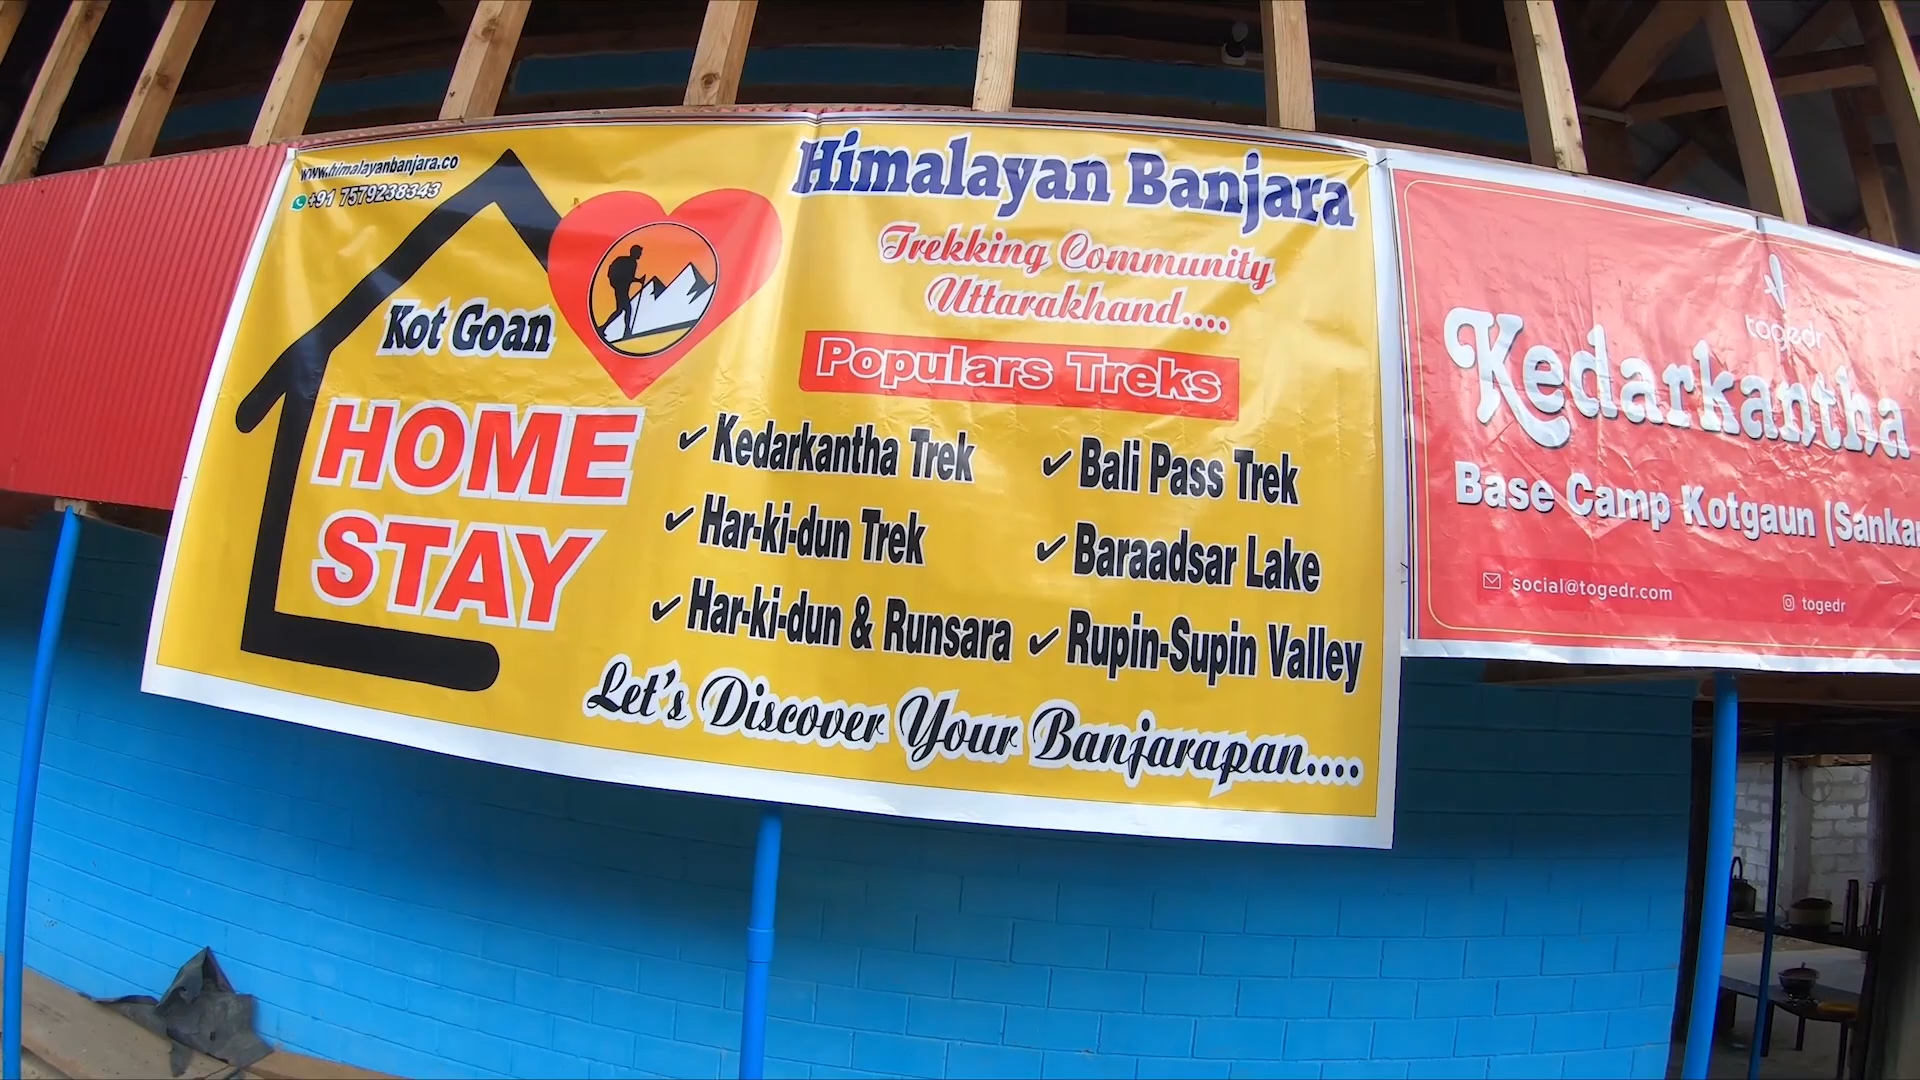 www.himalayanbanjara.co
+91 7579238343
Kot Goan
HOME
STAY
Himalayan Banjara
Trekking Community
Uttarakhand....
Populars Treks
✓ Kedarkantha Trek
✓ Har-ki-dun Trek
✓ Har-ki-dun & Runsara
✓ Bali Pass Trek
✓ Baraadsar Lake
✓ Rupin-Supin Valley
Let's Discover Your Banjarapan....
togedr
Kedarkantha
Base Camp Kotgaun (Sanka
social@togedr.com
togedr